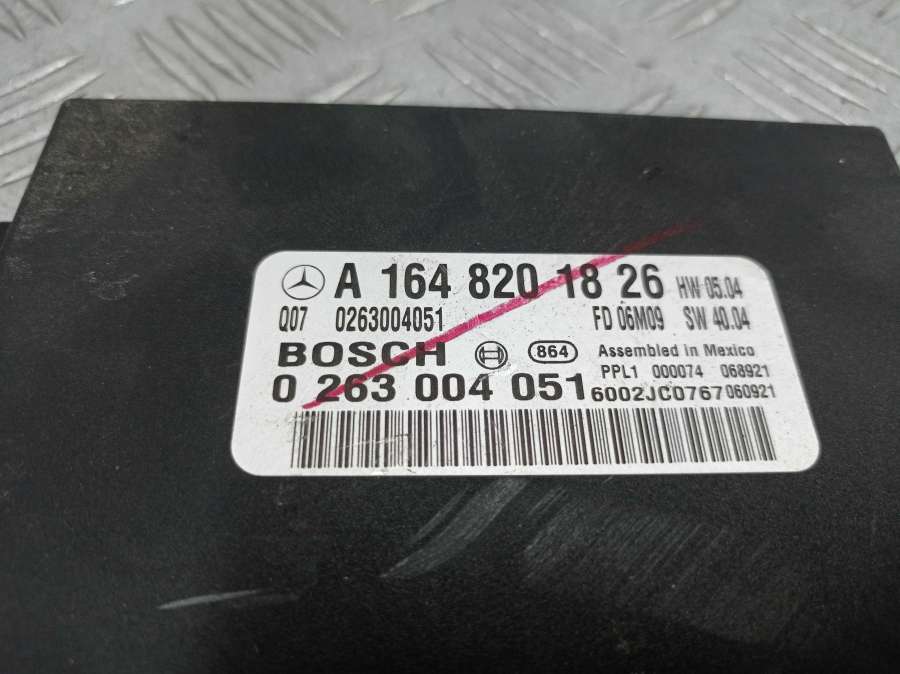 A 164 820 18 26 HW 05.04
Q07 0263004051 FD 06M09 SW 40.04
BOSCH 864 Assembled in Mexico
PPL1 000074 068921
0 263 004 051 6002JC0767 060921